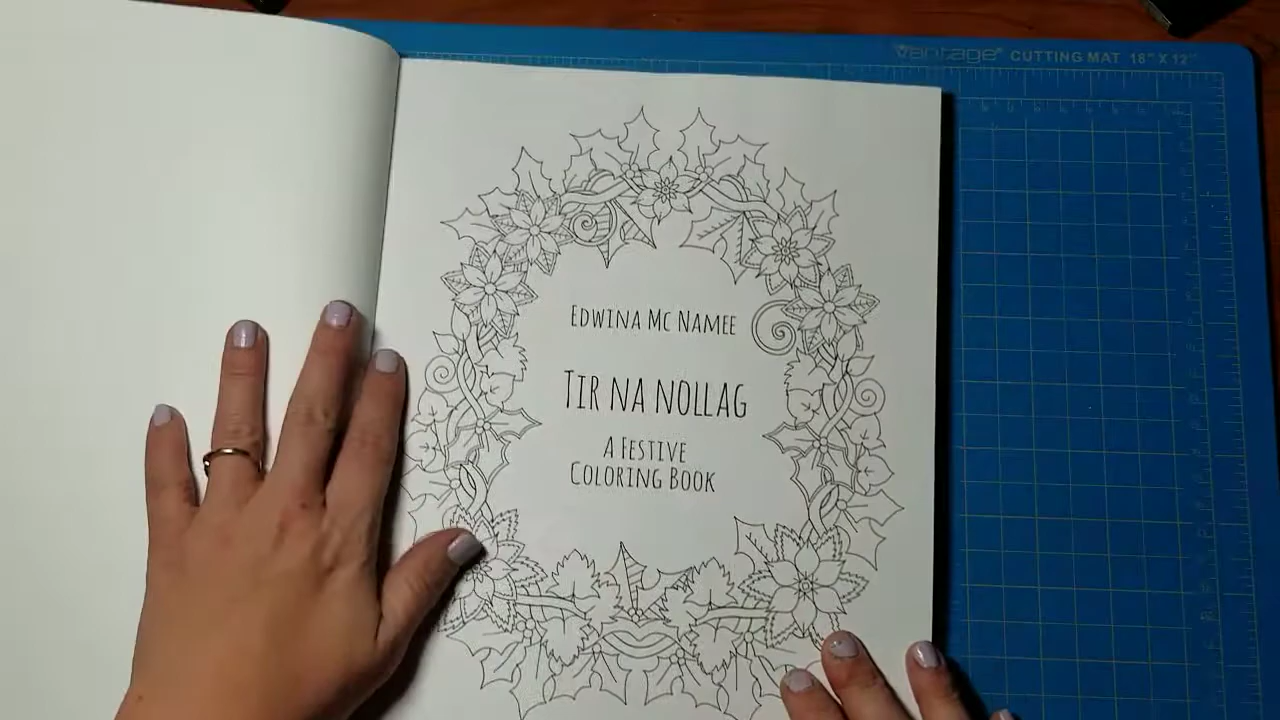 vantage® CUTTING MAT 18" X 12"
EDWINA MC NAMEE
TIR NA NOLLAG
A FESTIVE
COLORING BOOK